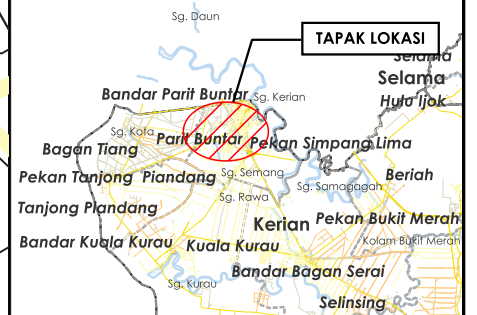 Sg. Daun
TAPAK LOKASI
Selama
Selama
Bandar Parit Buntar
Sg. Kerian
Hulu Ijok
Sg. Kota
Parit Buntar
Pekan Simpang Lima
Bagan Tiang
Pekan Tanjong Piandang
Sg. Semang
Beriah
Sg. Samagagah
Sg. Rawa
Tanjong Piandang
Kerian
Pekan Bukit Merah
Bandar Kuala Kurau
Kuala Kurau
Kolam Bukit Merah
Bandar Bagan Serai
Sg. Kurau
Selinsing